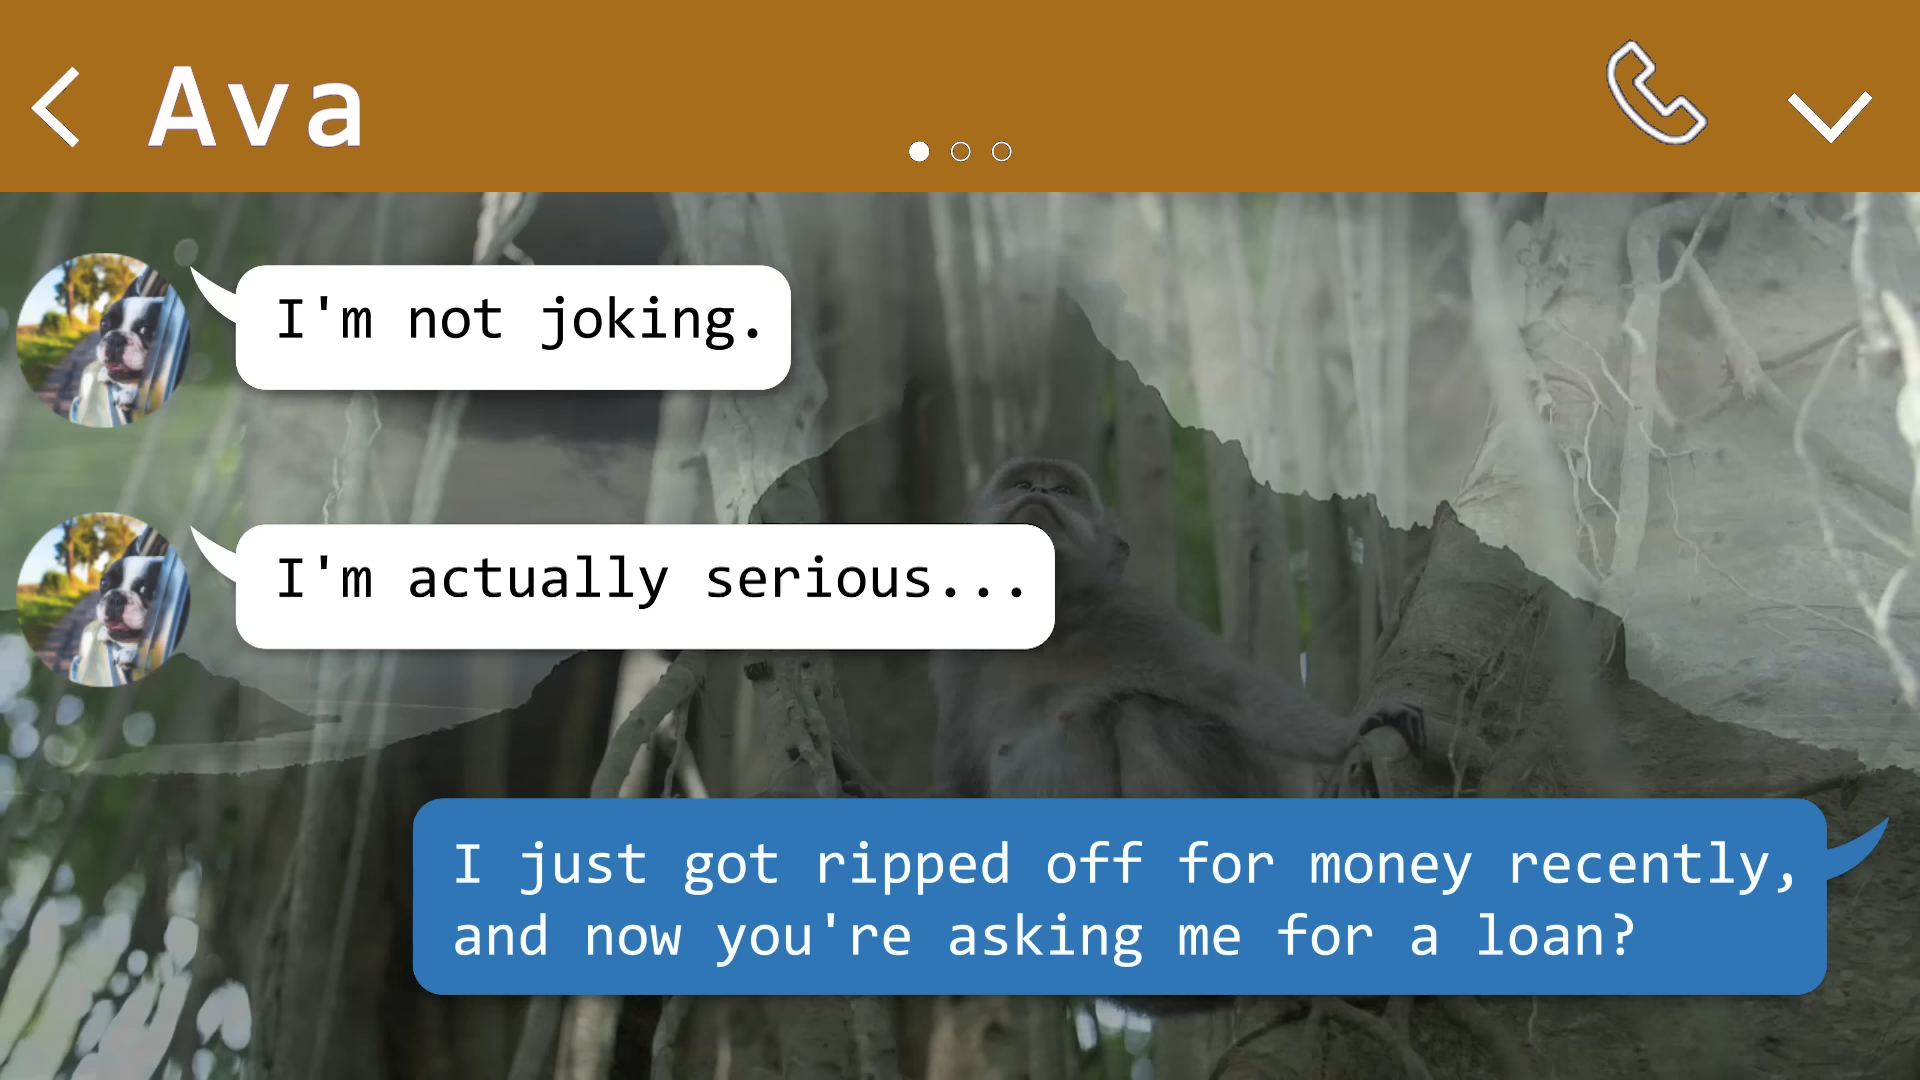 Ava
I'm not joking.
I'm actually serious...
I just got ripped off for money recently,
and now you're asking me for a loan?